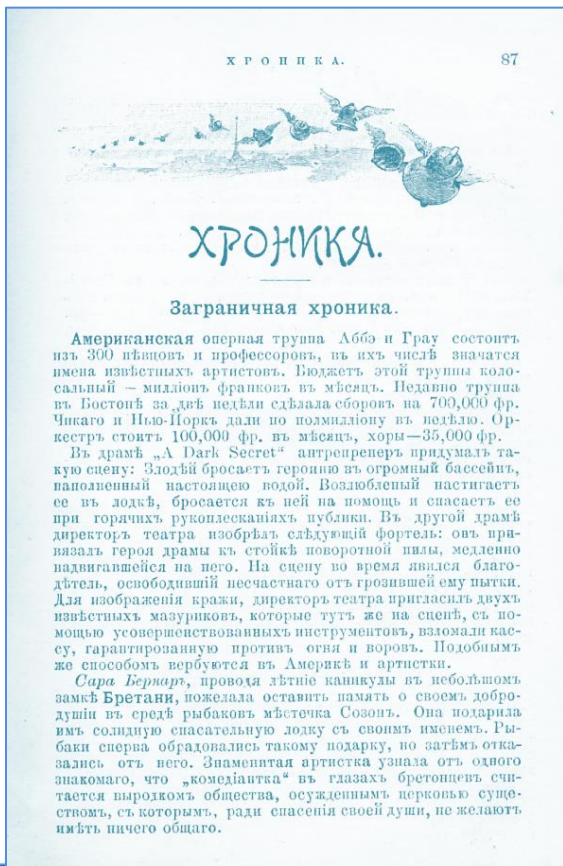 ХРОНИКА.
87
ХРОНИКА.
Заграничная хроника.
Американская оперная труппа Аббэ и Грау состоитъ
изъ 300 пѣвцовъ и профессоровъ, въ ихъ числѣ значатся
имена извѣстныхъ артистовъ. Бюджетъ этой труппы коло-
сальный — милліонъ франковъ въ мѣсяцъ. Недавно труппа
въ Бостонѣ за двѣ недѣли сдѣлала сборовъ на 700,000 фр.
Чикаго и Нью-Йоркъ дали по полмилліону въ недѣлю. Ор-
кестръ стоитъ 100,000 фр. въ мѣсяцъ, хоры—35,000 фр.
Въ драмѣ „A Dark Secret“ антрепренеръ придумалъ та-
кую сцену: Злодѣй бросаетъ героиню въ огромный бассейнъ,
наполненный настоящею водой. Возлюбленый настигаетъ
ее въ лодкѣ, бросается къ ней на помощь и спасаетъ ее
при горячихъ рукоплесканіяхъ публики. Въ другой драмѣ
директоръ театра изобрѣлъ слѣдующій фортель: онъ при-
вязалъ героя драмы къ стойкѣ поворотной пилы, медленно
надвигавшейся на него. На сцену во время явился благо-
дѣтель, освободившій несчастнаго отъ грозившей ему пытки.
Для изображенія кражи, директоръ театра пригласилъ двухъ
извѣстныхъ мазуриковъ, которые тутъ же на сценѣ, съ по-
мощью усовершенствованныхъ инструментовъ, взломали кас-
су, гарантированную противъ огня и воровъ. Подобнымъ
же способомъ вербуются въ Америкѣ и артистки.
Сара Бернаръ, проводя лѣтніе каникулы въ небольшомъ
замкѣ Бретани, пожелала оставить память о своемъ добро-
душіи въ средѣ рыбаковъ мѣстечка Созонъ. Она подарила
имъ солидную спасательную лодку съ своимъ именемъ. Ры-
баки сперва обрадовались такому подарку, но затѣмъ отка-
зались отъ него. Знаменитая артистка узнала отъ одного
знакомаго, что „комедіантка“ въ глазахъ бретонцевъ счи-
тается выродкомъ общества, осужденнымъ церковью суще-
ствомъ, съ которымъ, ради спасенія своей души, не желаютъ
имѣть ничего общаго.